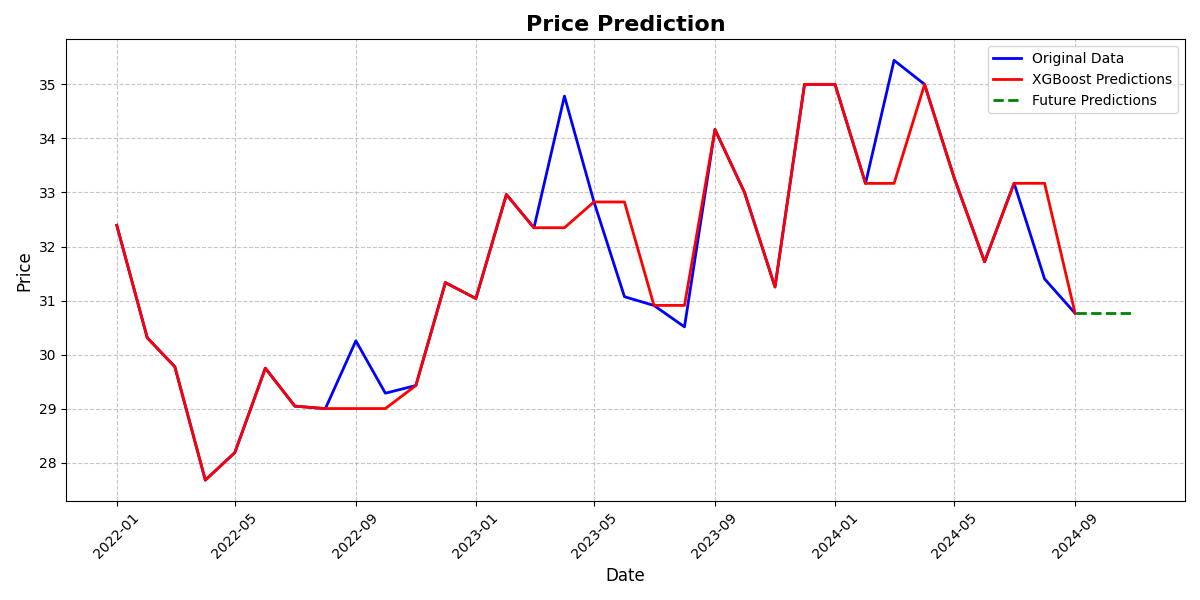 Price Prediction
Original Data
XGBoost Predictions
Future Predictions
Price
35
34
33
32
31
30
29
28
2022-01
2022-05
2022-09
2023-01
2023-05
2023-09
2024-01
2024-05
2024-09
Date